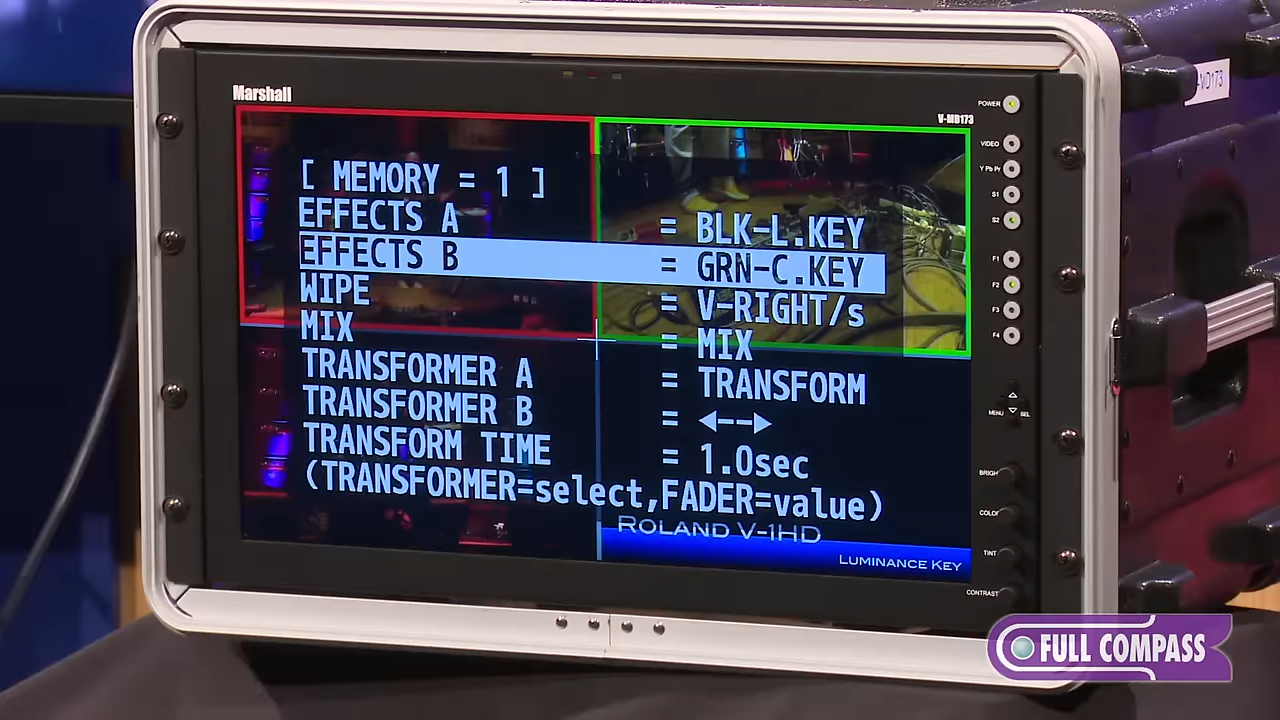 Marshall
-MD173
POWER
V-MD173
VIDEO
Y Pb Pr
S1
S2
F1
F2
F3
F4
MENU
SEL
BRIGH
COLOR
TINT
CONTRAST
[ MEMORY = 1 ]
EFFECTS A = BLK-L.KEY
EFFECTS B = GRN-C.KEY
WIPE = V-RIGHT/s
MIX = MIX
TRANSFORMER A = TRANSFORM
TRANSFORMER B = ◄--►
TRANSFORM TIME = 1.0sec
(TRANSFORMER=select,FADER=value)
ROLAND V-1HD
LUMINANCE KEY
FULL COMPASS